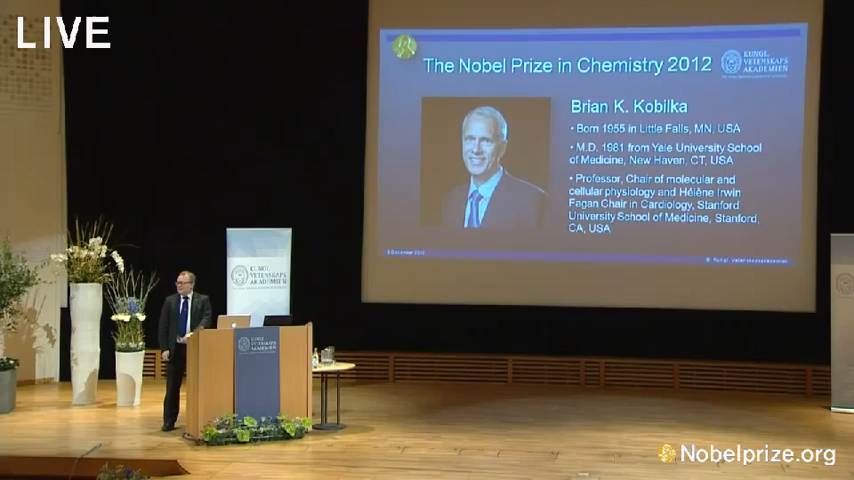 LIVE
The Nobel Prize in Chemistry 2012
KUNGL.
VETENSKAPS
AKADEMIEN
Brian K. Kobilka
• Born 1955 in Little Falls, MN, USA
• M.D. 1981 from Yale University School
of Medicine, New Haven, CT, USA
• Professor, Chair of molecular and
cellular physiology and Hélène Irwin
Fagan Chair in Cardiology, Stanford
University School of Medicine, Stanford,
CA, USA
KUNGL.
VETENSKAPS
AKADEMIEN
KUNGL.
VETENSKAPS
AKADEMIEN
Nobelprize.org